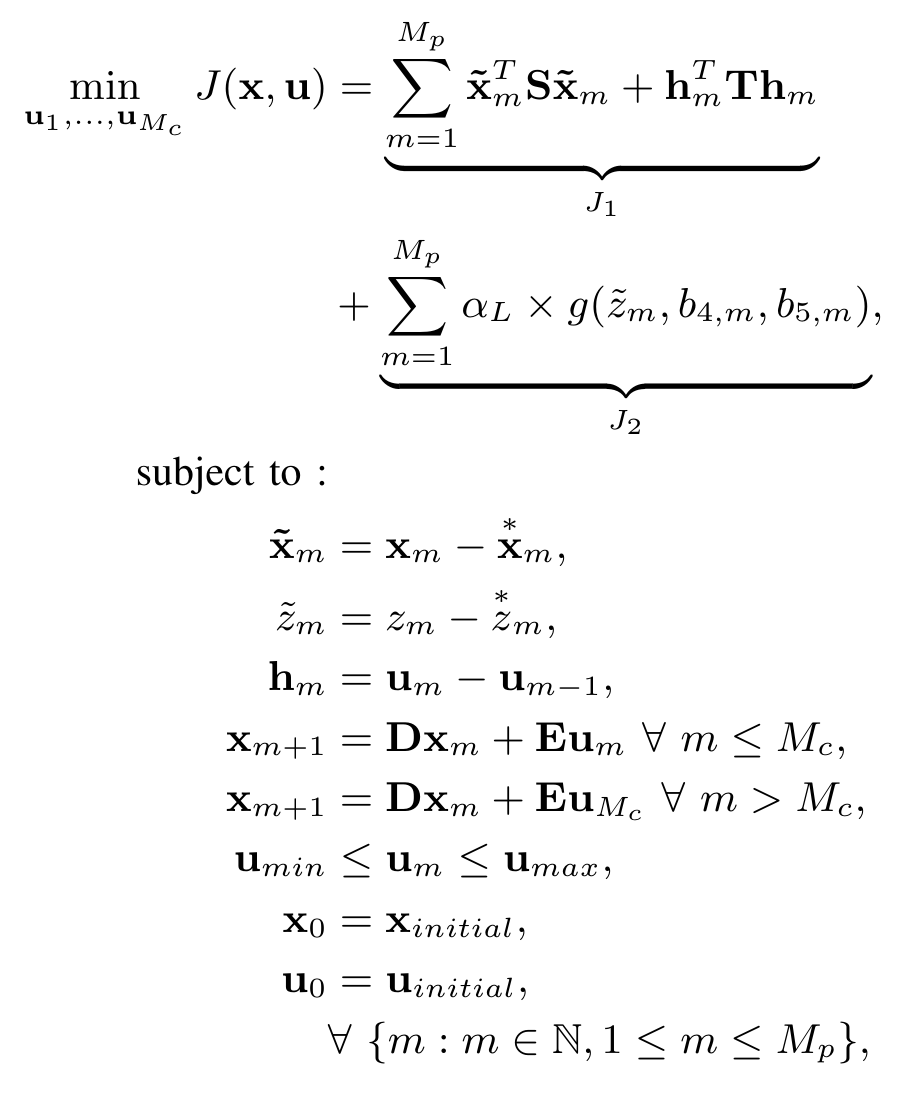 \min_{\mathbf{u}_1,\ldots,\mathbf{u}_{M_c}} J(\mathbf{x}, \mathbf{u}) = \underbrace{\sum_{m=1}^{M_p} \tilde{\mathbf{x}}_m^T \mathbf{S} \tilde{\mathbf{x}}_m + \mathbf{h}_m^T \mathbf{T} \mathbf{h}_m}_{J_1}
+ \underbrace{\sum_{m=1}^{M_p} \alpha_L \times g(\tilde{z}_m, b_{4,m}, b_{5,m})}_{J_2},
subject to :
\tilde{\mathbf{x}}_m = \mathbf{x}_m - \overset{*}{\mathbf{x}}_m,
\tilde{z}_m = z_m - \overset{*}{z}_m,
\mathbf{h}_m = \mathbf{u}_m - \mathbf{u}_{m-1},
\mathbf{x}_{m+1} = \mathbf{D}\mathbf{x}_m + \mathbf{E}\mathbf{u}_m \ \forall \ m \leq M_c,
\mathbf{x}_{m+1} = \mathbf{D}\mathbf{x}_m + \mathbf{E}\mathbf{u}_{M_c} \ \forall \ m > M_c,
\mathbf{u}_{min} \leq \mathbf{u}_m \leq \mathbf{u}_{max},
\mathbf{x}_0 = \mathbf{x}_{initial},
\mathbf{u}_0 = \mathbf{u}_{initial},
\forall \ \{m : m \in \mathbb{N}, 1 \leq m \leq M_p\},